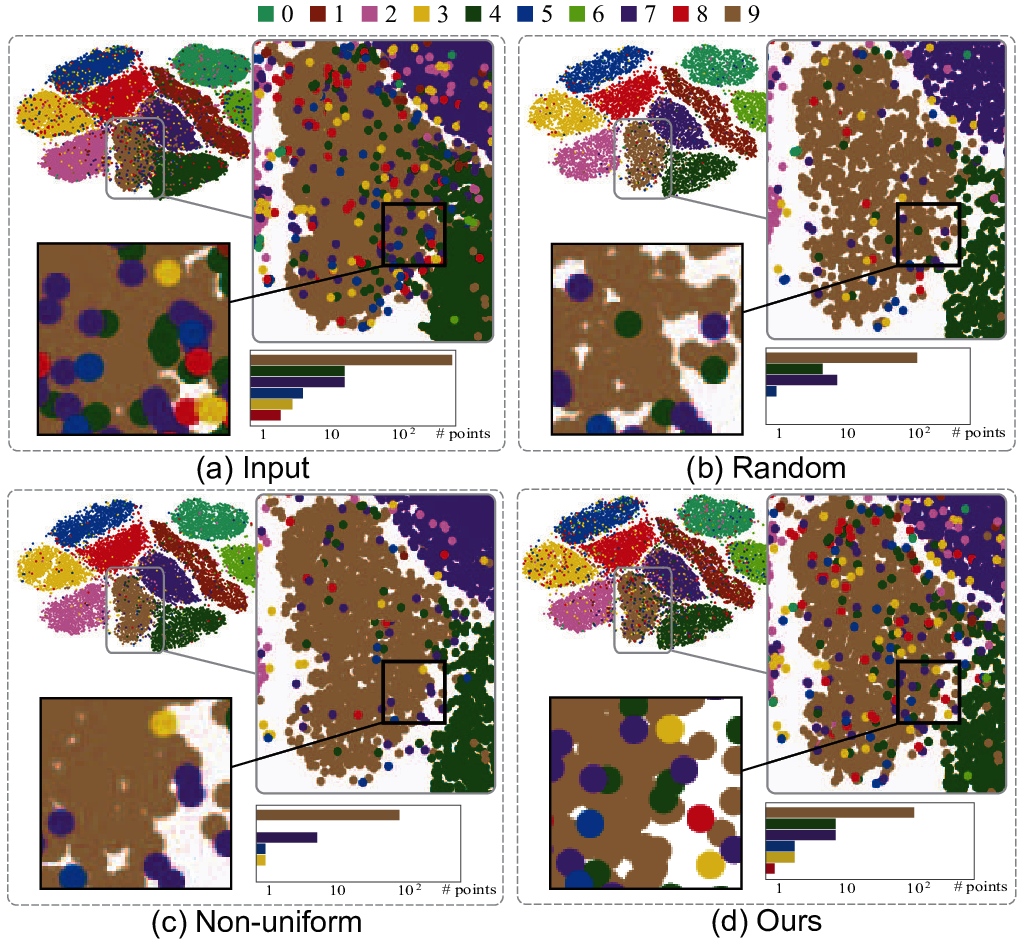 0 1 2 3 4 5 6 7 8 9
1 10 10² # points
1 10 10² # points
(a) Input
(b) Random
1 10 10² # points
1 10 10² # points
(c) Non-uniform
(d) Ours